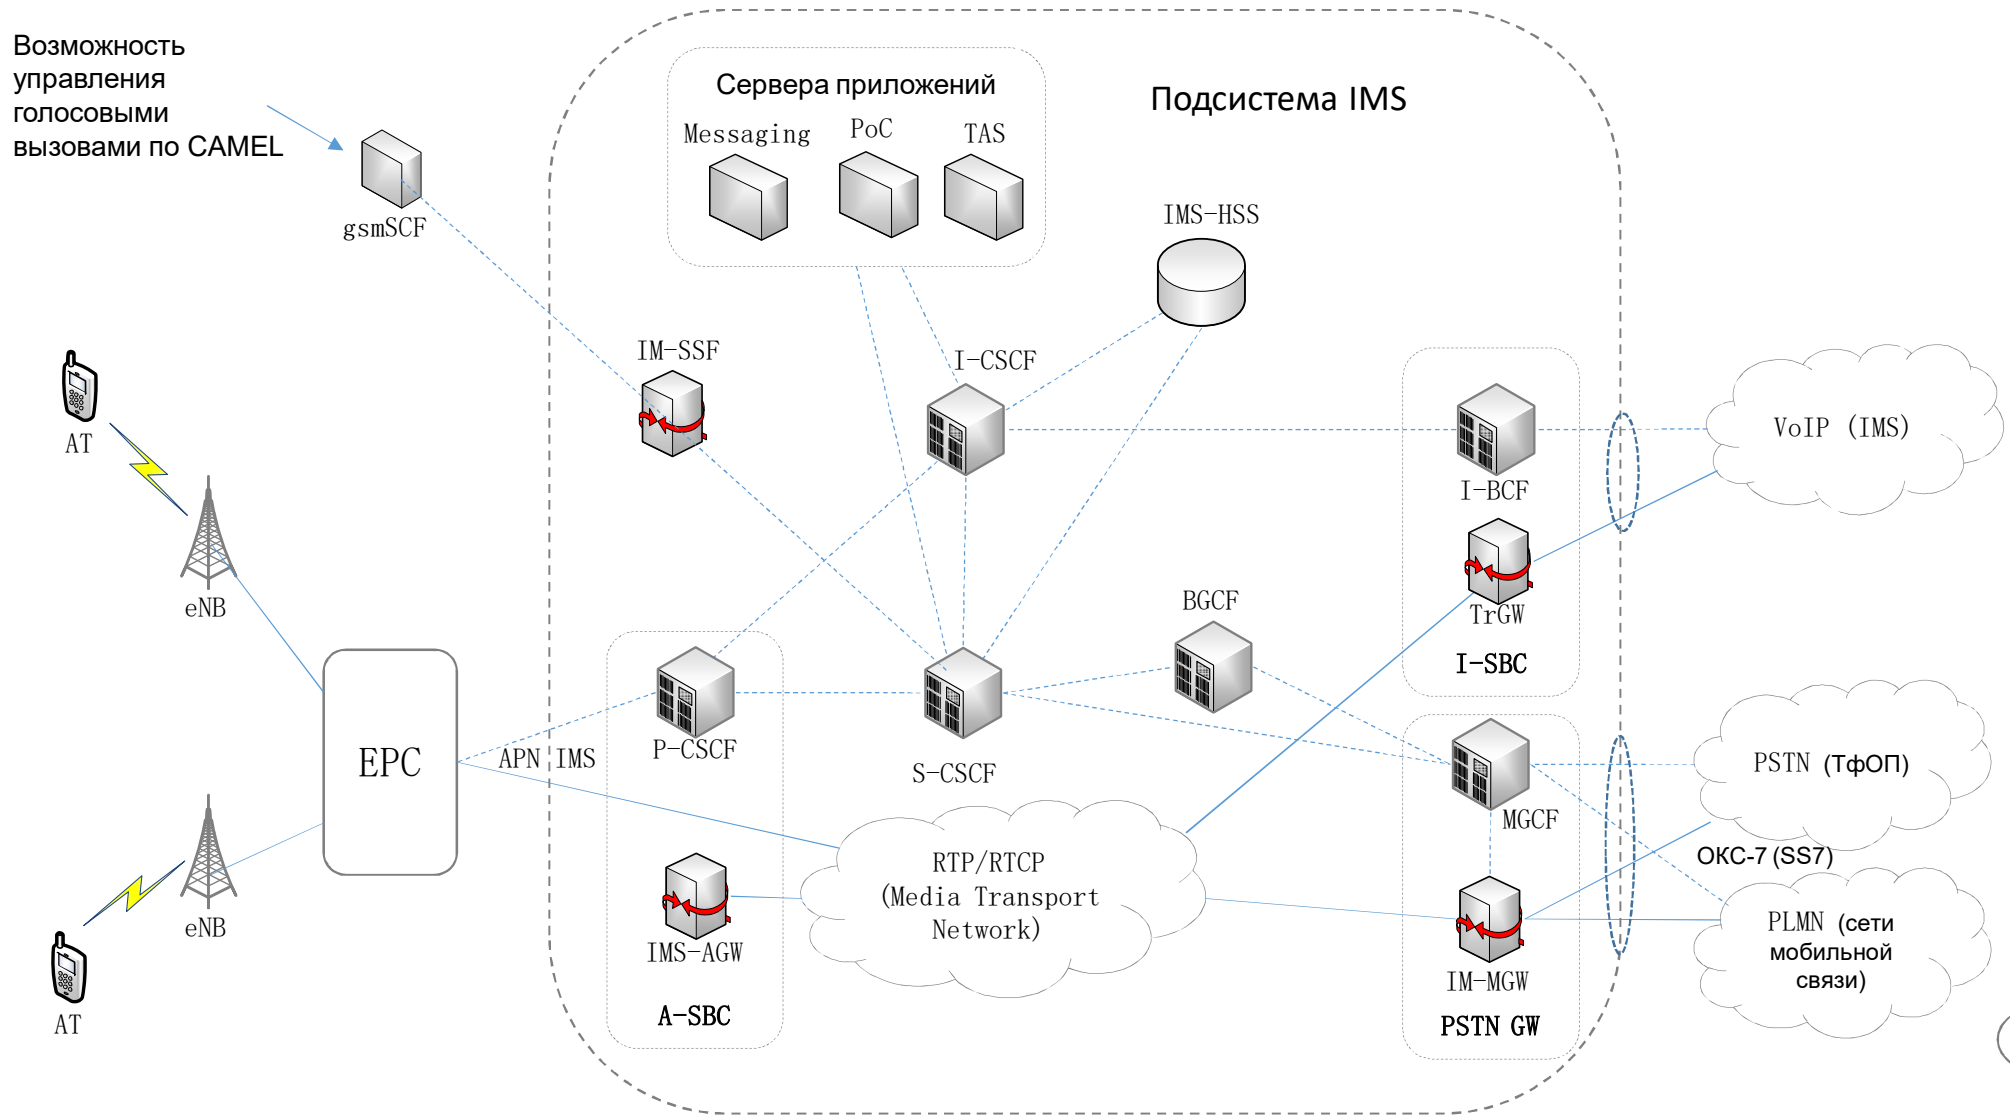 Возможность
управления
голосовыми
вызовами по CAMEL
gsmSCF
Сервера приложений
Messaging
PoC
TAS
Подсистема IMS
IMS-HSS
IM-SSF
I-CSCF
AT
eNB
VoIP (IMS)
I-BCF
TrGW
I-SBC
BGCF
EPC
APN IMS
P-CSCF
S-CSCF
PSTN (ТфОП)
MGCF
ОКС-7 (SS7)
RTP/RTCP
(Media Transport
Network)
eNB
AT
IMS-AGW
A-SBC
IM-MGW
PSTN GW
PLMN (сети
мобильной
связи)